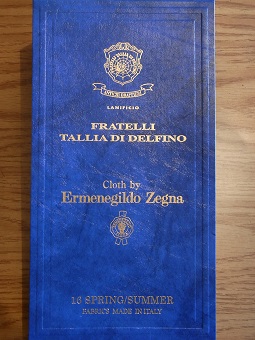 LANIFICIO
FRATELLI
TALLIA DI DELFINO
Cloth by
Ermenegildo Zegna
16 SPRING/SUMMER
FABRICS MADE IN ITALY